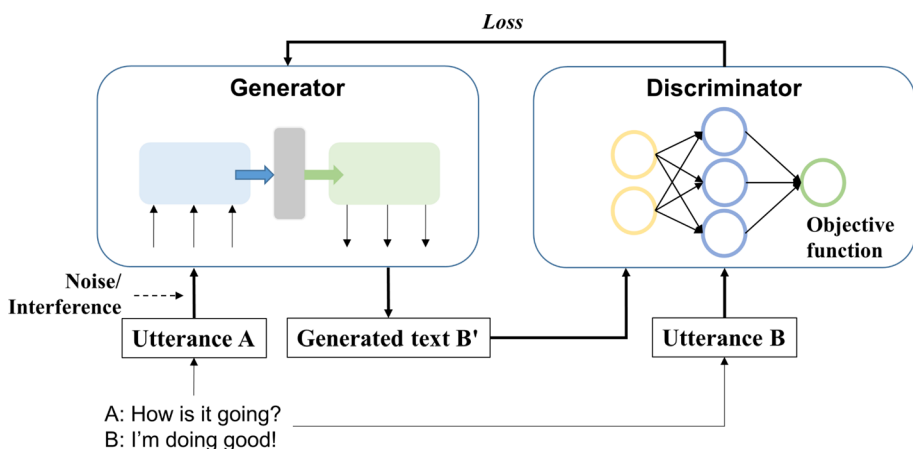 Loss
Generator
Discriminator
Objective
function
Noise/
Interference
Utterance A
Generated text B'
Utterance B
A: How is it going?
B: I’m doing good!